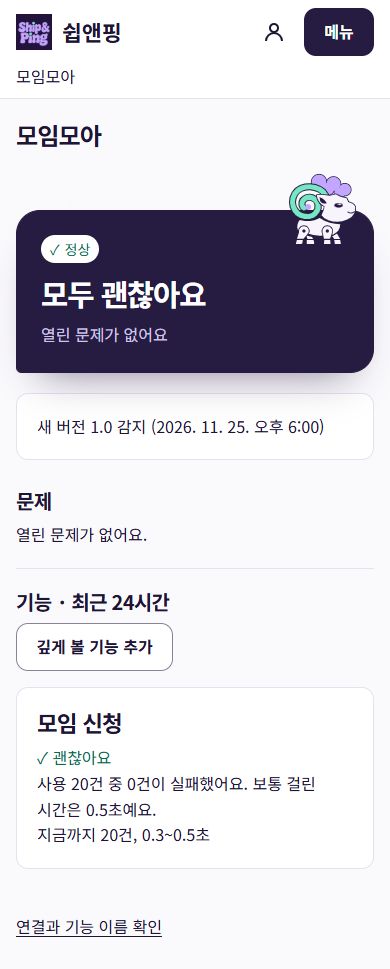 Ship&
Ping
쉽앤핑
메뉴
모임모아
모임모아
✓ 정상
모두 괜찮아요
열린 문제가 없어요
새 버전 1.0 감지 (2026. 11. 25. 오후 6:00)
문제
열린 문제가 없어요.
기능 · 최근 24시간
깊게 볼 기능 추가
모임 신청
✓ 괜찮아요
사용 20건 중 0건이 실패했어요. 보통 걸린
시간은 0.5초예요.
지금까지 20건, 0.3~0.5초
연결과 기능 이름 확인